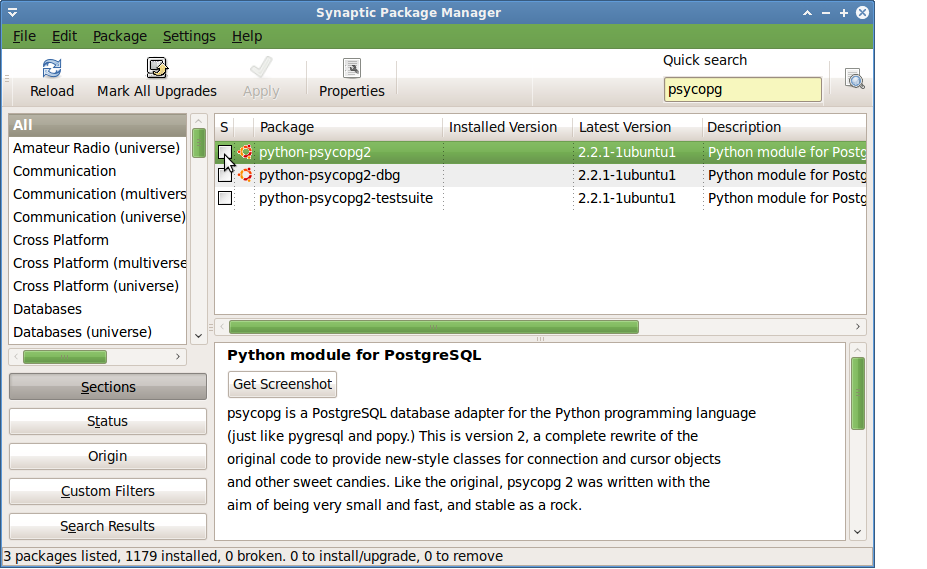 Synaptic Package Manager
File Edit Package Settings Help
Reload Mark All Upgrades Apply Properties
Quick search
psycopg
All
Amateur Radio (universe)
Communication
Communication (multivers
Communication (universe)
Cross Platform
Cross Platform (multiverse
Cross Platform (universe)
Databases
Databases (universe)
Sections
Status
Origin
Custom Filters
Search Results
S Package Installed Version Latest Version Description
python-psycopg2 2.2.1-1ubuntu1 Python module for Postg
python-psycopg2-dbg 2.2.1-1ubuntu1 Python module for Postg
python-psycopg2-testsuite 2.2.1-1ubuntu1 Python module for Postg
Python module for PostgreSQL
Get Screenshot
psycopg is a PostgreSQL database adapter for the Python programming language
(just like pygresql and popy.) This is version 2, a complete rewrite of the
original code to provide new-style classes for connection and cursor objects
and other sweet candies. Like the original, psycopg 2 was written with the
aim of being very small and fast, and stable as a rock.
3 packages listed, 1179 installed, 0 broken. 0 to install/upgrade, 0 to remove